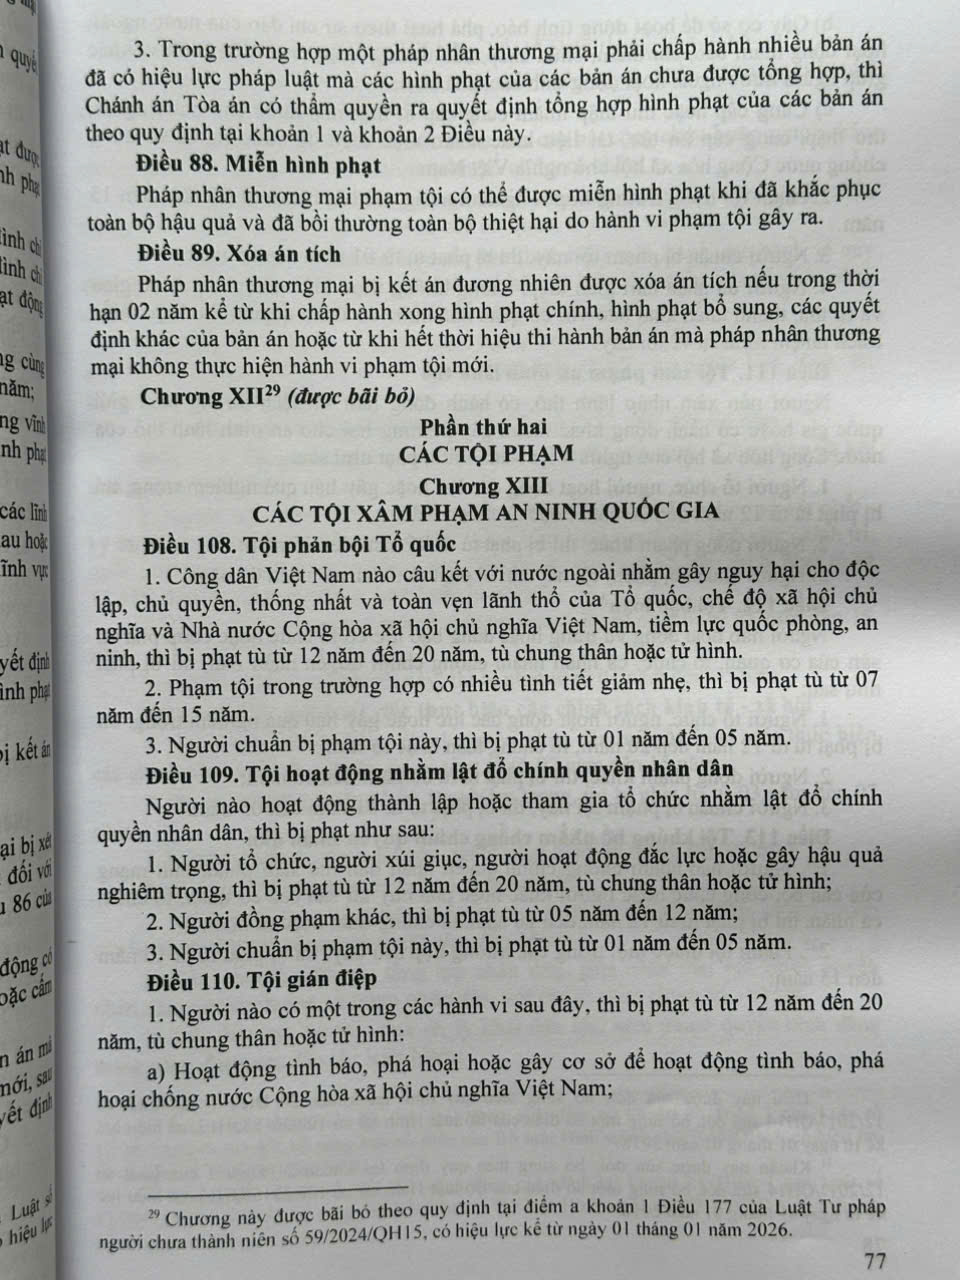 3. Trong trường hợp một pháp nhân thương mại phải chấp hành nhiều bản án
đã có hiệu lực pháp luật mà các hình phạt của các bản án chưa được tổng hợp, thì
Chánh án Tòa án có thẩm quyền ra quyết định tổng hợp hình phạt của các bản án
theo quy định tại khoản 1 và khoản 2 Điều này.
Điều 88. Miễn hình phạt
Pháp nhân thương mại phạm tội có thể được miễn hình phạt khi đã khắc phục
toàn bộ hậu quả và đã bồi thường toàn bộ thiệt hại do hành vi phạm tội gây ra.
Điều 89. Xóa án tích
Pháp nhân thương mại bị kết án đương nhiên được xóa án tích nếu trong thời
hạn 02 năm kể từ khi chấp hành xong hình phạt chính, hình phạt bổ sung, các quyết
định khác của bản án hoặc từ khi hết thời hiệu thi hành bản án mà pháp nhân thương
mại không thực hiện hành vi phạm tội mới.
Chương XII²⁹ (được bãi bỏ)
Phần thứ hai
CÁC TỘI PHẠM
Chương XIII
CÁC TỘI XÂM PHẠM AN NINH QUỐC GIA
Điều 108. Tội phản bội Tổ quốc
1. Công dân Việt Nam nào câu kết với nước ngoài nhằm gây nguy hại cho độc
lập, chủ quyền, thống nhất và toàn vẹn lãnh thổ của Tổ quốc, chế độ xã hội chủ
nghĩa và Nhà nước Cộng hòa xã hội chủ nghĩa Việt Nam, tiềm lực quốc phòng, an
ninh, thì bị phạt tù từ 12 năm đến 20 năm, tù chung thân hoặc tử hình.
2. Phạm tội trong trường hợp có nhiều tình tiết giảm nhẹ, thì bị phạt tù từ 07
năm đến 15 năm.
3. Người chuẩn bị phạm tội này, thì bị phạt tù từ 01 năm đến 05 năm.
Điều 109. Tội hoạt động nhằm lật đổ chính quyền nhân dân
Người nào hoạt động thành lập hoặc tham gia tổ chức nhằm lật đổ chính
quyền nhân dân, thì bị phạt như sau:
1. Người tổ chức, người xúi giục, người hoạt động đắc lực hoặc gây hậu quả
nghiêm trọng, thì bị phạt tù từ 12 năm đến 20 năm, tù chung thân hoặc tử hình;
2. Người đồng phạm khác, thì bị phạt tù từ 05 năm đến 12 năm;
3. Người chuẩn bị phạm tội này, thì bị phạt tù từ 01 năm đến 05 năm.
Điều 110. Tội gián điệp
1. Người nào có một trong các hành vi sau đây, thì bị phạt tù từ 12 năm đến 20
năm, tù chung thân hoặc tử hình:
a) Hoạt động tình báo, phá hoại hoặc gây cơ sở để hoạt động tình báo, phá
hoại chống nước Cộng hòa xã hội chủ nghĩa Việt Nam;
²⁹ Chương này được bãi bỏ theo quy định tại điểm a khoản 1 Điều 177 của Luật Tư pháp
người chưa thành niên số 59/2024/QH15, có hiệu lực kể từ ngày 01 tháng 01 năm 2026.
77